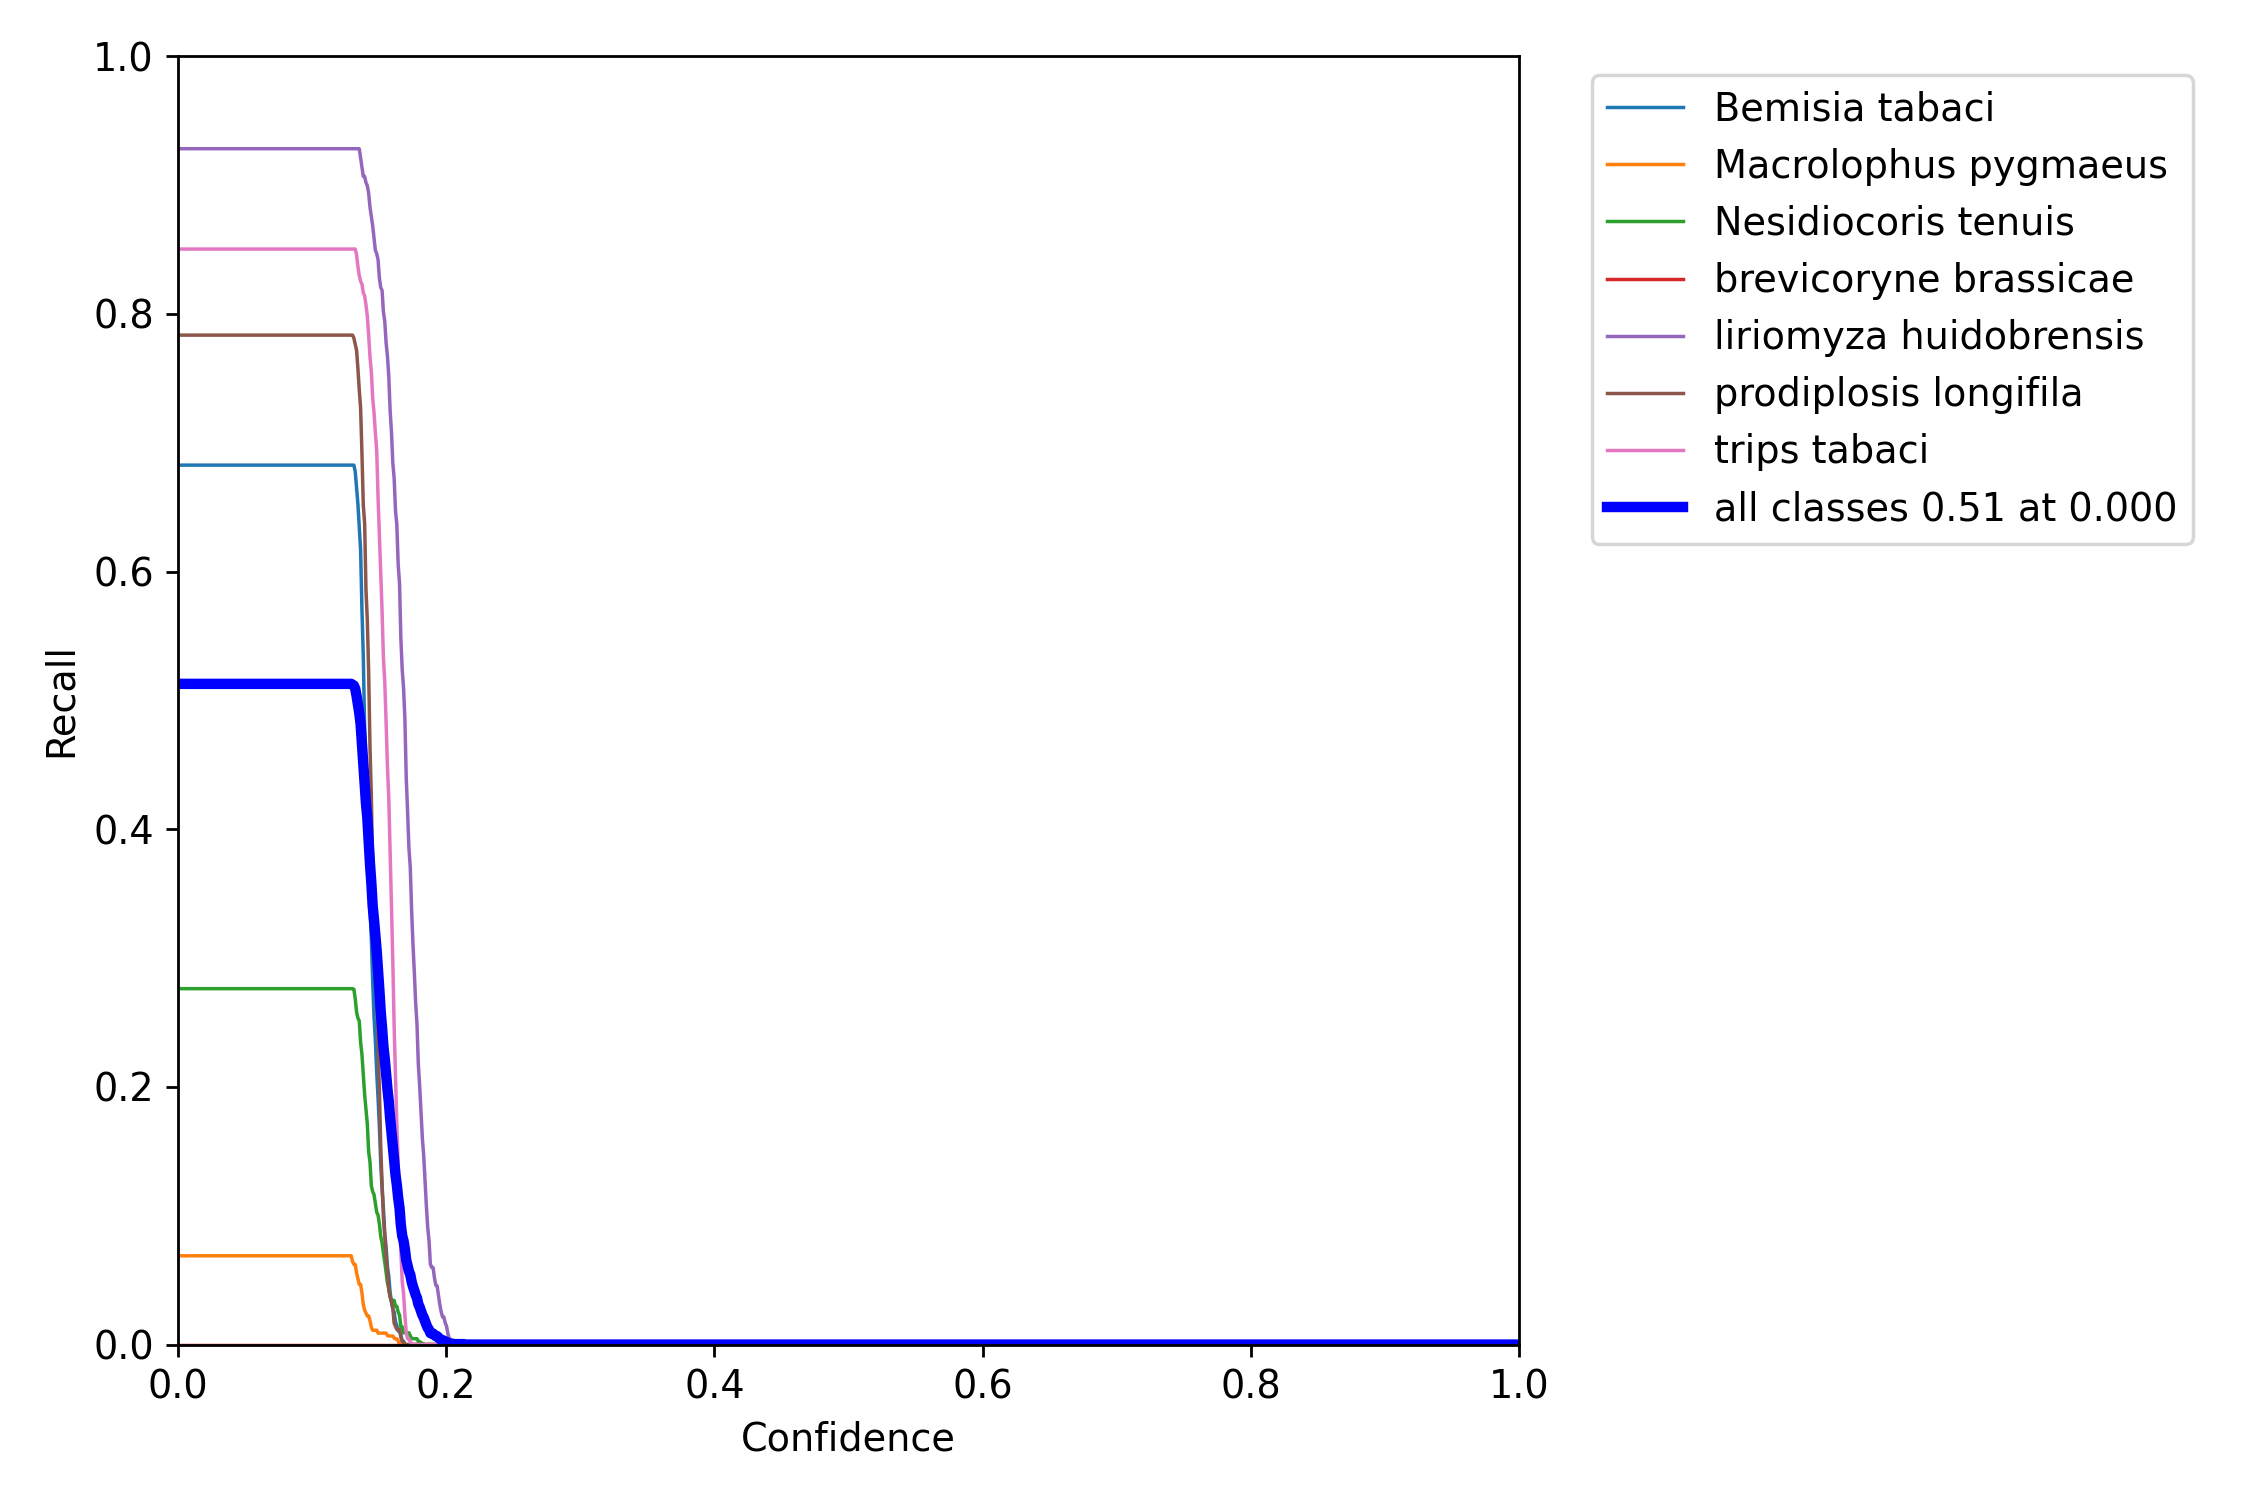 1.0
0.8
0.6
0.4
0.2
0.0
Recall
0.0 0.2 0.4 0.6 0.8 1.0
Confidence
Bemisia tabaci
Macrolophus pygmaeus
Nesidiocoris tenuis
brevicoryne brassicae
liriomyza huidobrensis
prodiplosis longifila
trips tabaci
all classes 0.51 at 0.000